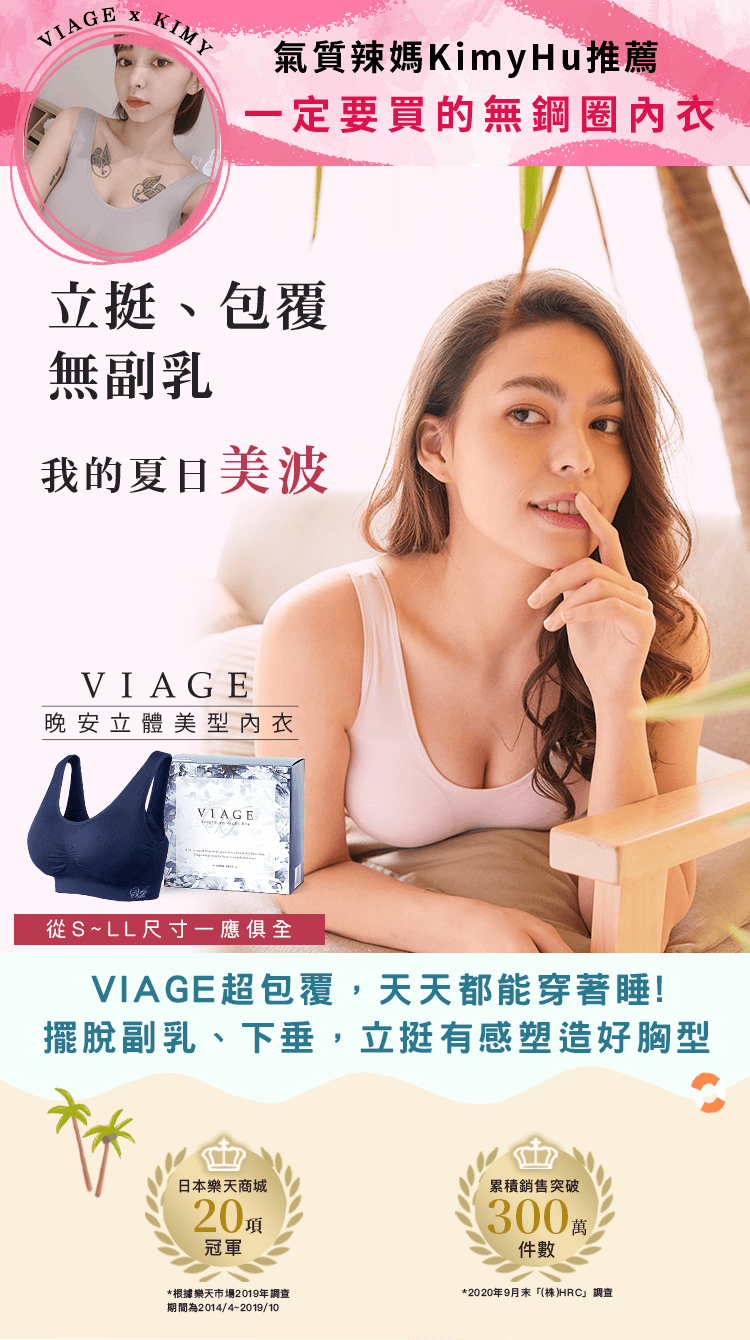 VIAGE x KIMY
氣質辣媽KimyHu推薦
一定要買的無鋼圈內衣
立挺、包覆
無副乳
我的夏日美波
VIAGE
晚安立體美型內衣
VIAGE
從S~LL尺寸一應俱全
VIAGE超包覆，天天都能穿著睡!
擺脫副乳、下垂，立挺有感塑造好胸型
日本樂天商城
20項
冠軍
*根據樂天市場2019年調查
期間為2014/4~2019/10
累積銷售突破
300萬
件數
*2020年9月末「(株)HRC」調查